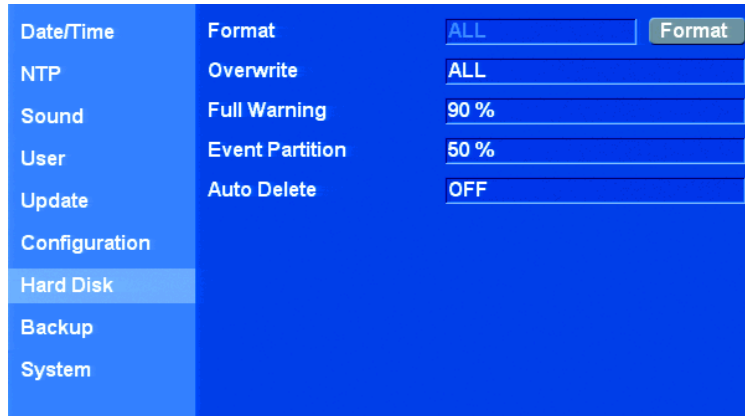 Date/Time
NTP
Sound
User
Update
Configuration
Hard Disk
Backup
System
Format ALL Format
Overwrite ALL
Full Warning 90 %
Event Partition 50 %
Auto Delete OFF